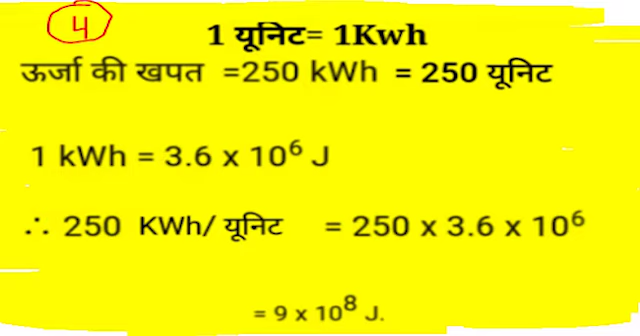 4
1 यूनिट= 1Kwh
ऊर्जा की खपत =250 kWh = 250 यूनिट
1 kWh = 3.6 x 10⁶ J
∴ 250 KWh/ यूनिट = 250 x 3.6 x 10⁶
= 9 x 10⁸ J.